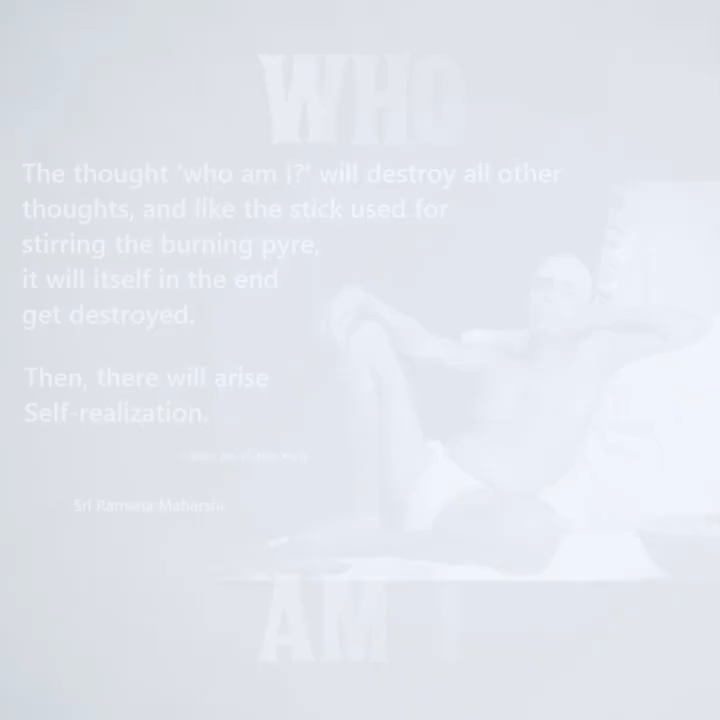 WHO
The thought 'who am i?' will destroy all other
thoughts, and like the stick used for
stirring the burning pyre,
it will itself in the end
get destroyed.
Then, there will arise
Self-realization.
Sri Ramana Maharshi
AM I